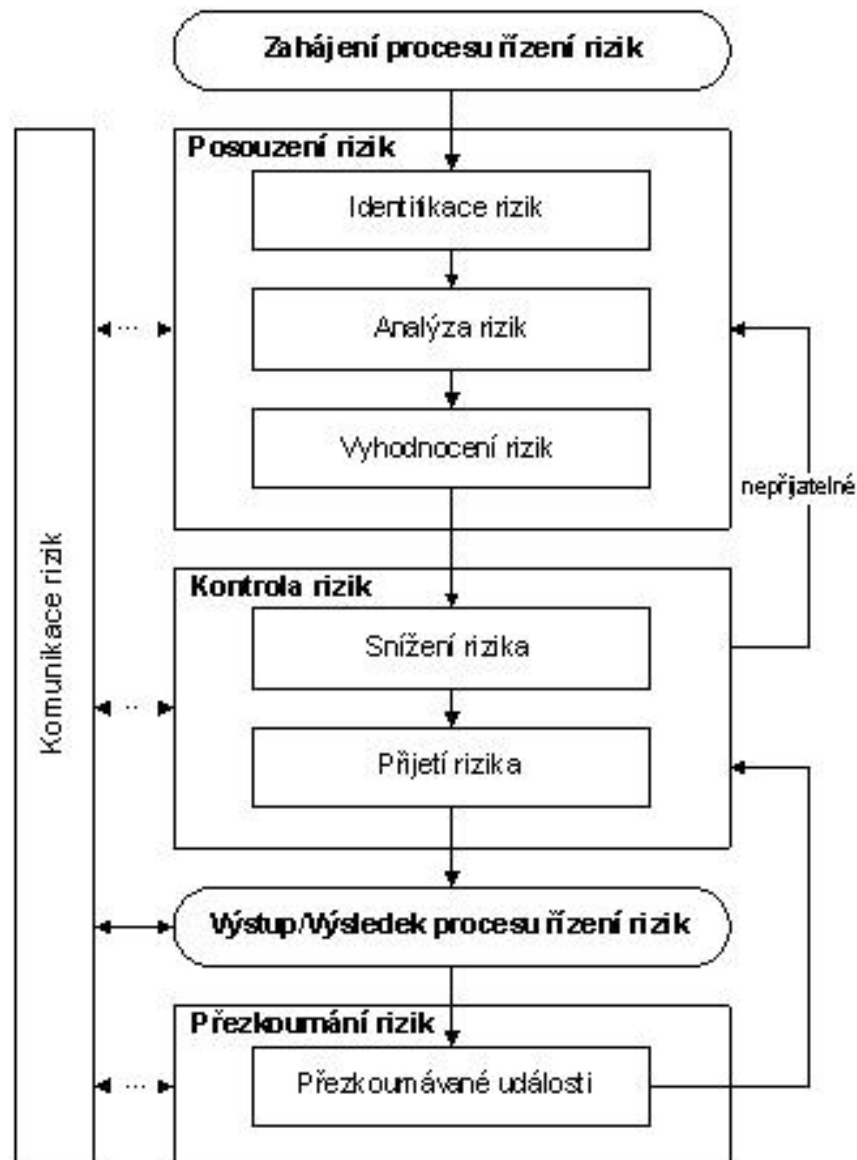 Zahájení procesu řízení rizik
Posouzení rizik
Identifikace rizik
Analýza rizik
Vyhodnocení rizik
nepřijatelné
Komunikace rizik
Kontrola rizik
Snížení rizika
Přijetí rizika
Výstup/Výsledek procesu řízení rizik
Přezkoumání rizik
Přezkoumávané události